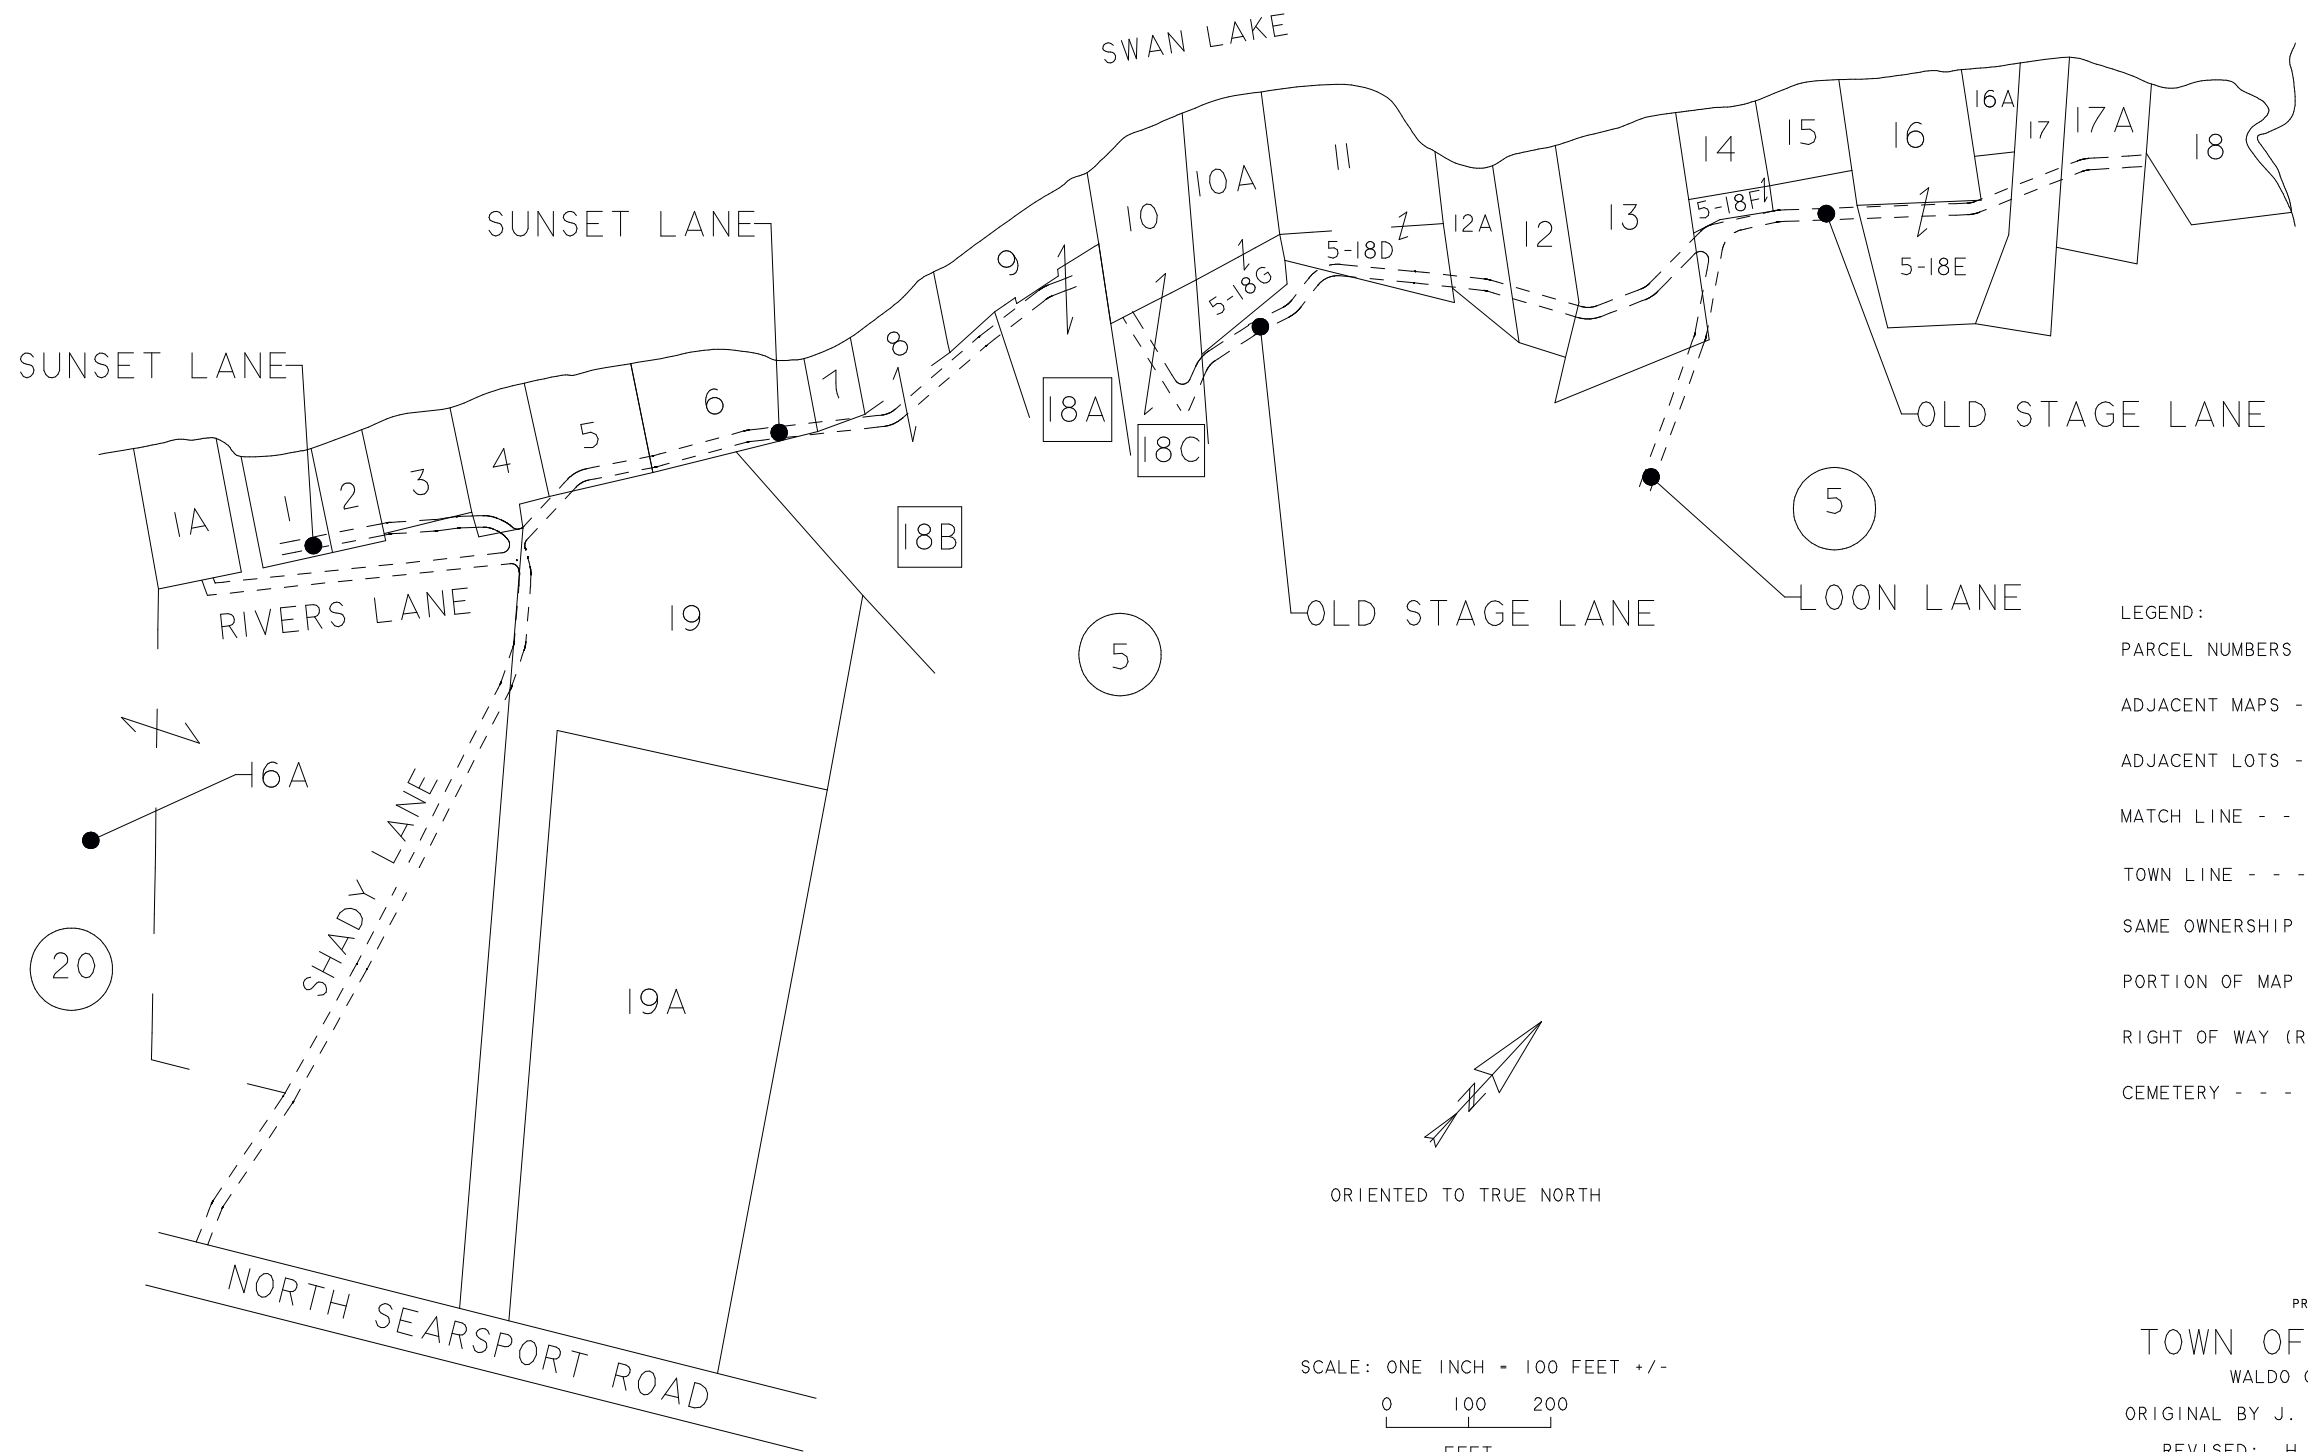 SWAN LAKE
16A
17A
14
15
16
17
18
11
10A
10
12A
12
13
5-18F
5-18D
5-18E
5-18G
SUNSET LANE
9
8
7
6
SUNSET LANE
5
4
3
2
1
1A
18A
18C
18B
OLD STAGE LANE
5
RIVERS LANE
19
OLD STAGE LANE
LOON LANE
5
16A
SHADY LANE
20
19A
NORTH SEARSPORT ROAD
LEGEND:
PARCEL NUMBERS
ADJACENT MAPS -
ADJACENT LOTS -
MATCH LINE - -
TOWN LINE - - -
SAME OWNERSHIP
PORTION OF MAP
RIGHT OF WAY (R
CEMETERY - - -
N
ORIENTED TO TRUE NORTH
SCALE: ONE INCH = 100 FEET +/-
0 100 200
FEET
PR
TOWN OF
WALDO
ORIGINAL BY J.
REVISED: H